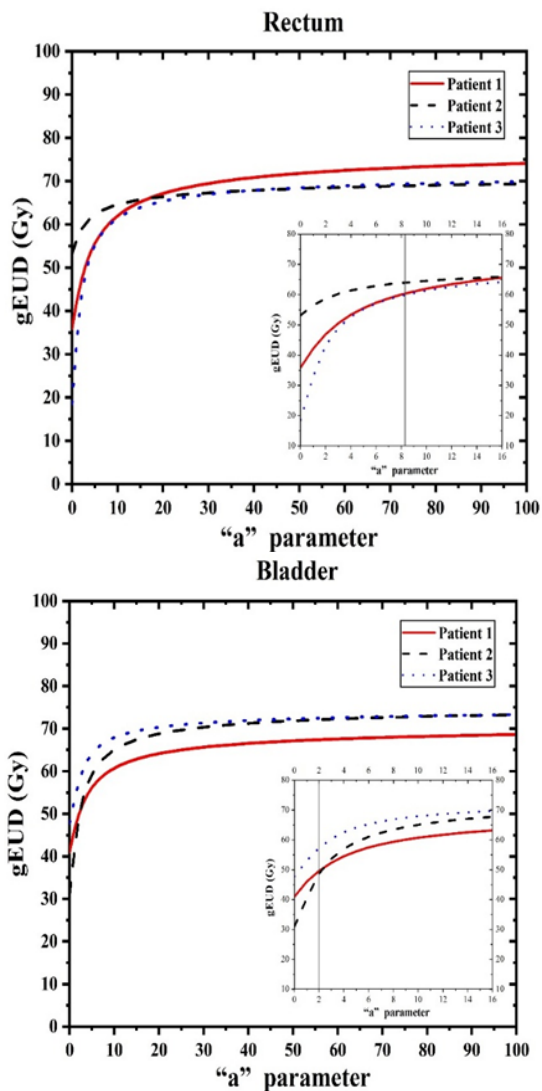 Rectum
100
90
80
70
60
50
40
30
20
10
0
gEUD (Gy)
Patient 1
Patient 2
Patient 3
0 2 4 6 8 10 12 14 16
80 80
70 70
60 60
50 50
40 40
30 30
20 20
10 10
gEUD (Gy)
0 2 4 6 8 10 12 14 16
“a” parameter
0 10 20 30 40 50 60 70 80 90 100
“a” parameter
Bladder
100
90
80
70
60
50
40
30
20
10
0
gEUD (Gy)
Patient 1
Patient 2
Patient 3
0 2 4 6 8 10 12 14 16
80 80
70 70
60 60
50 50
40 40
30 30
20 20
10 10
gEUD (Gy)
0 2 4 6 8 10 12 14 16
“a” parameter
0 10 20 30 40 50 60 70 80 90 100
“a” parameter